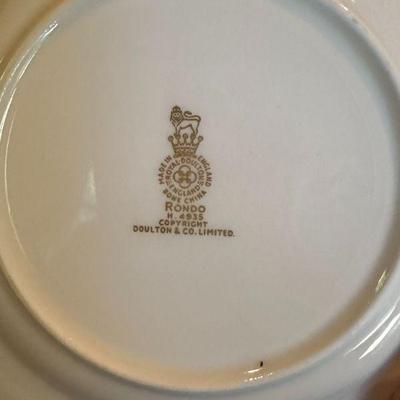 MADE IN ENGLAND
ROYAL DOULTON
ENGLAND
BONE CHINA
RONDO
H. 4935
COPYRIGHT
DOULTON & CO. LIMITED.